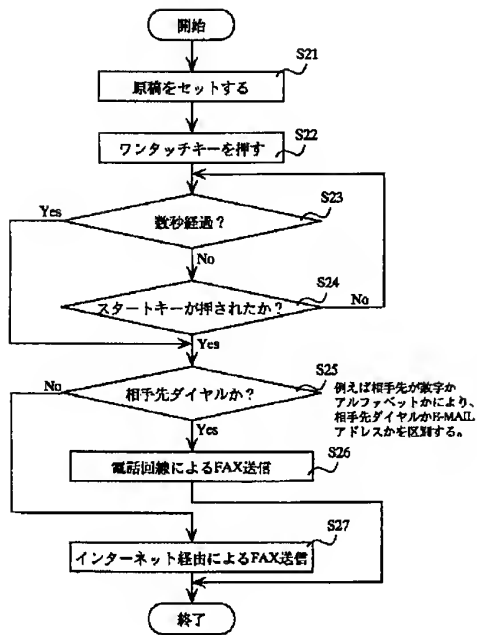 開始
S21
原稿をセットする
S22
ワンタッチキーを押す
S23
Yes
数秒経過？
No
S24
スタートキーが押されたか？
No
Yes
S25
No
相手先ダイヤルか？
例えば相手先が数字か
アルファベットかにより、
相手先ダイヤルかE-MAIL
アドレスかを区別する。
Yes
電話回線によるFAX送信
S26
S27
インターネット経由によるFAX送信
終了